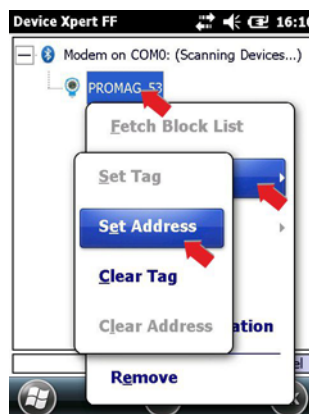 Device Xpert FF 16:10
Modem on COM0: (Scanning Devices...)
PROMAG 53
Fetch Block List
Set Tag
Set Address
Clear Tag
Clear Address ation
Remove